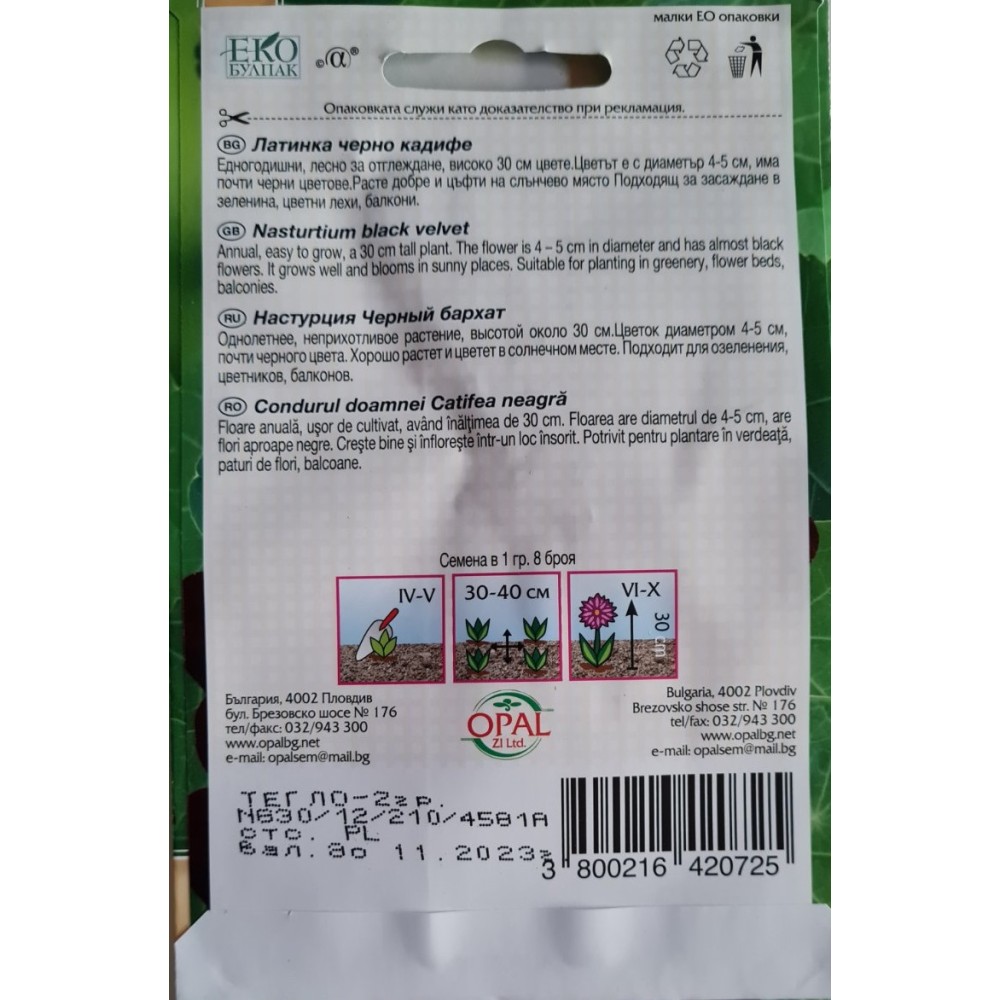 малки ЕО опаковки
ЕКО
БУЛПАК
© α ®
Опаковката служи като доказателство при рекламация.
BG Латинка черно кадифе
Едногодишни, лесно за отглеждане, високо 30 см цвете.Цветът е с диаметър 4-5 см, има
почти черни цветове.Расте добре и цъфти на слънчево място Подходящ за засаждане в
зеленина, цветни лехи, балкони.
GB Nasturtium black velvet
Annual, easy to grow, a 30 cm tall plant. The flower is 4 – 5 cm in diameter and has almost black
flowers. It grows well and blooms in sunny places. Suitable for planting in greenery, flower beds,
balconies.
RU Настурция Черный бархат
Однолетнее, неприхотливое растение, высотой около 30 см.Цветок диаметром 4-5 см,
почти черного цвета. Хорошо растет и цветет в солнечном месте. Подходит для озеленения,
цветников, балконов.
RO Condurul doamnei Catifea neagră
Floare anuală, uşor de cultivat, având înălţimea de 30 cm. Floarea are diametrul de 4-5 cm, are
flori aproape negre. Creşte bine şi înfloreşte într-un loc însorit. Potrivit pentru plantare în verdeaţă,
paturi de flori, balcoane.
Семена в 1 гр. 8 броя
IV-V
30-40 см
VI-X
30 cm
България, 4002 Пловдив
бул. Брезовско шосе № 176
тел/факс: 032/943 300
www.opalbg.net
e-mail: opalsem@mail.bg
OPAL
ZI Ltd.
Bulgaria, 4002 Plovdiv
Brezovsko shose str. № 176
tel/fax: 032/943 300
www.opalbg.net
e-mail: opalsem@mail.bg
ТЕГЛО-2гр.
N830/12/210/4581A
сто. PL
Вал.до 11.2023г
3 800216 420725